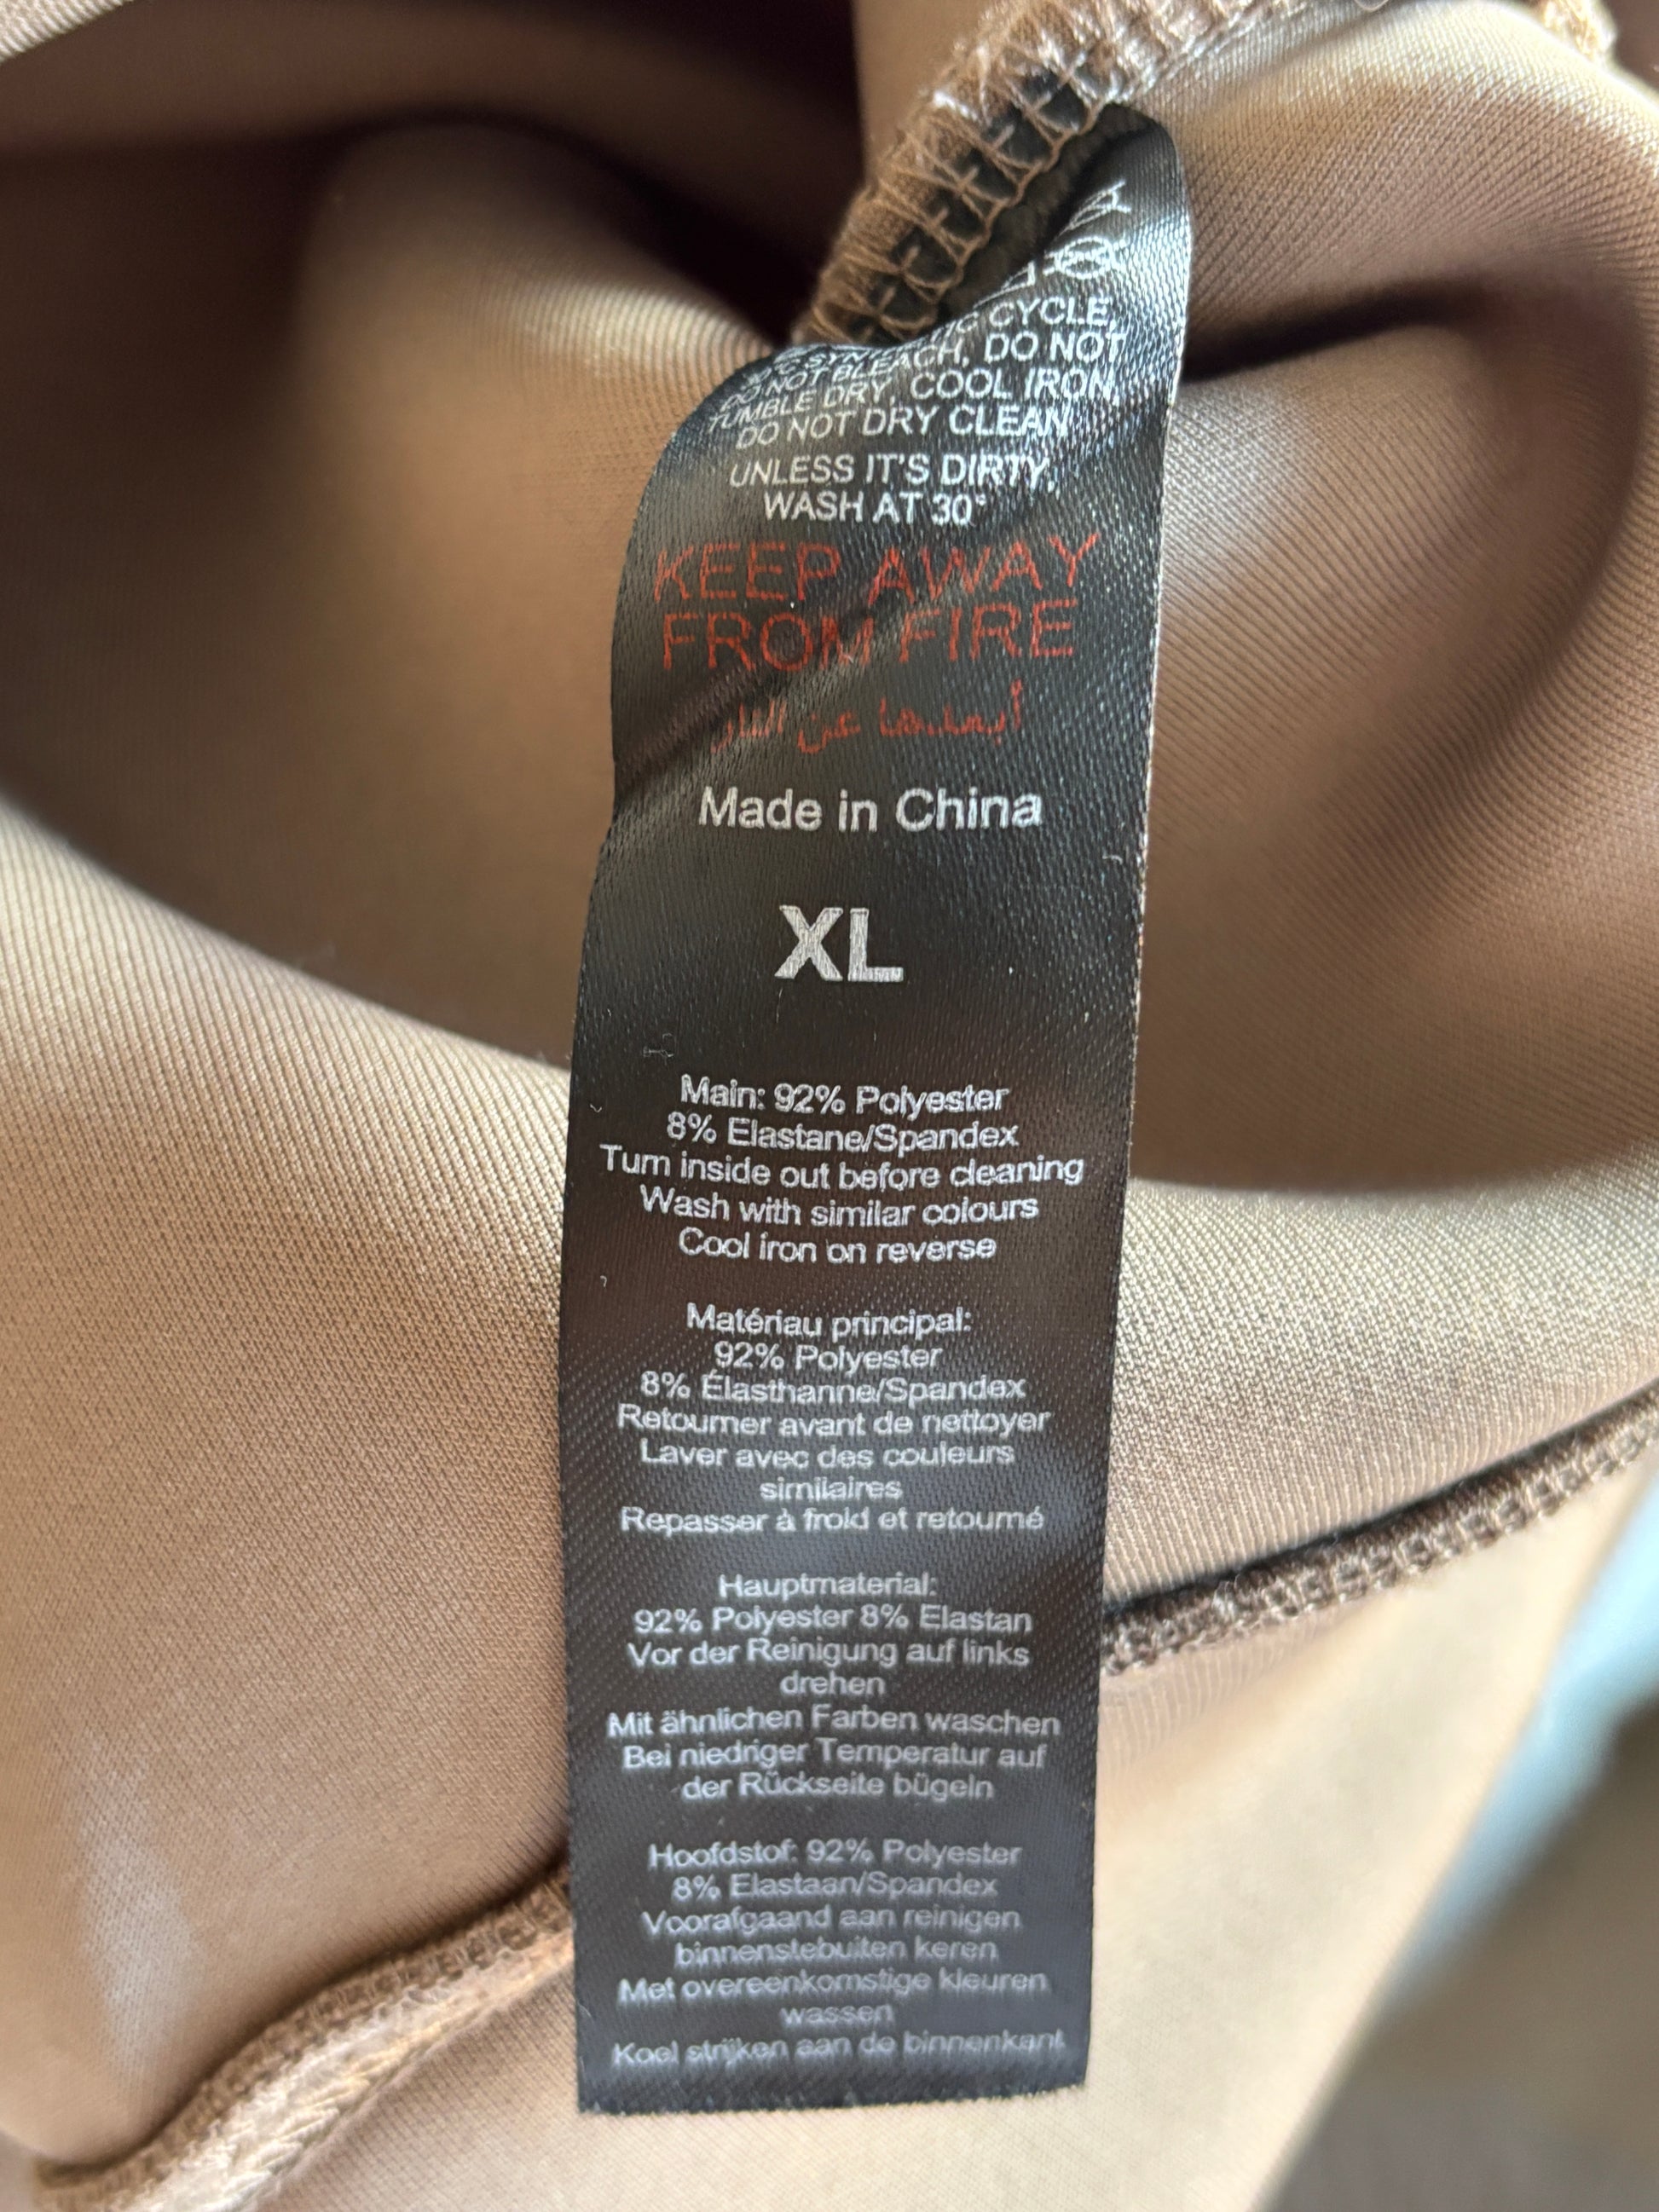 CYCLE,
DO NOT BLEACH, DO NOT
TUMBLE DRY, COOL IRON,
DO NOT DRY CLEAN
UNLESS IT'S DIRTY,
WASH AT 30°
KEEP AWAY
FROM FIRE
أبعدها عن النار
Made in China
XL
Main: 92% Polyester
8% Elastane/Spandex
Turn inside out before cleaning
Wash with similar colours
Cool iron on reverse
Matériau principal:
92% Polyester
8% Élasthanne/Spandex
Retourner avant de nettoyer
Laver avec des couleurs
similaires
Repasser à froid et retourné
Hauptmaterial:
92% Polyester 8% Elastan
Vor der Reinigung auf links
drehen
Mit ähnlichen Farben waschen
Bei niedriger Temperatur auf
der Rückseite bügeln
Hoofdstof: 92% Polyester
8% Elastaan/Spandex
Voorafgaand aan reinigen
binnenstebuiten keren
Met overeenkomstige kleuren
wassen
Koel strijken aan de binnenkant